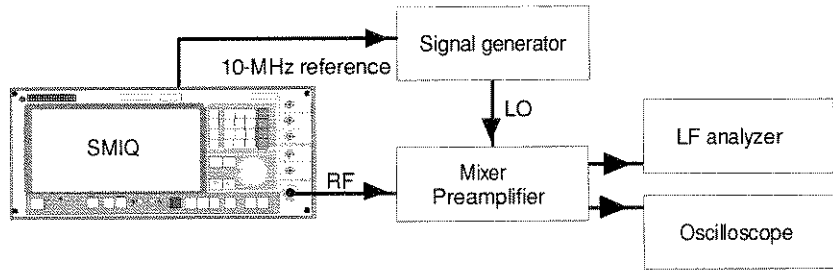 Signal generator
10-MHz reference
LO
SMIQ
RF
Mixer
Preamplifier
LF analyzer
Oscilloscope